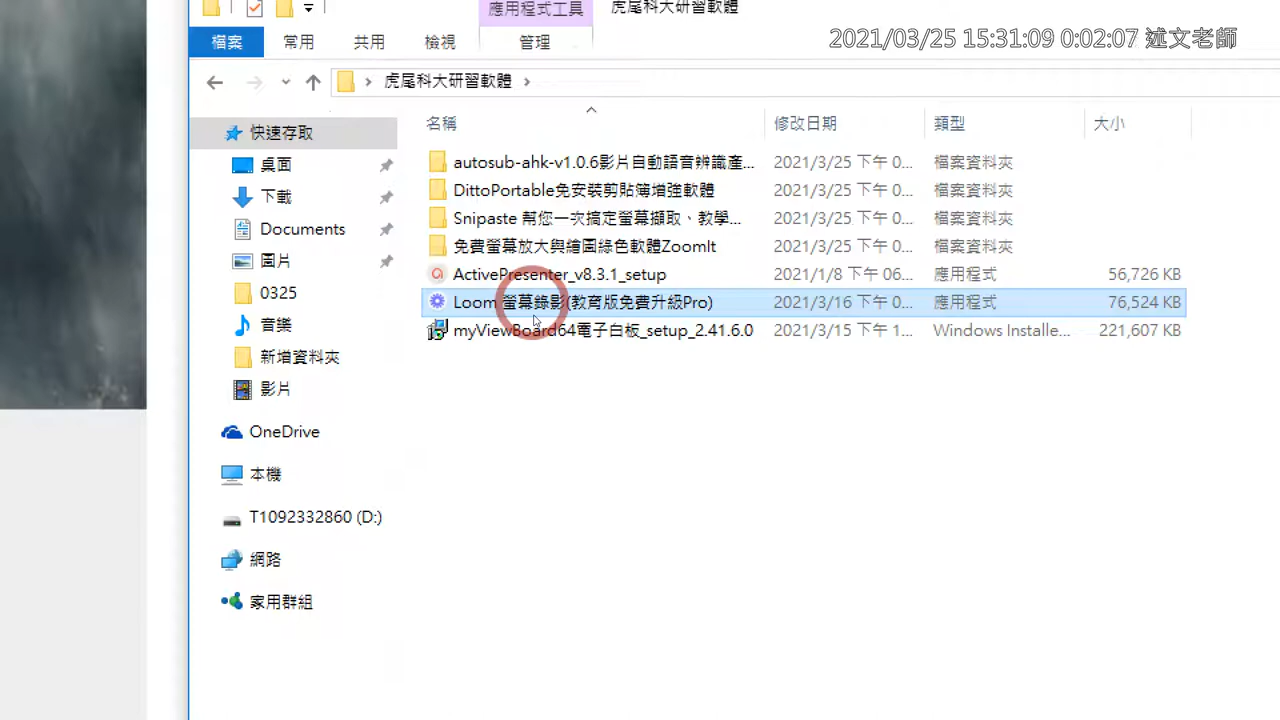 應用程式工具 虎尾科大研習軟體
檔案 常用 共用 檢視 管理
2021/03/25 15:31:09 0:02:07 述文老師
虎尾科大研習軟體
快速存取
桌面
下載
Documents
圖片
0325
音樂
新增資料夾
影片
OneDrive
本機
T1092332860 (D:)
網路
家用群組
名稱 修改日期 類型 大小
autosub-ahk-v1.0.6影片自動語音辨識產... 2021/3/25 下午 0... 檔案資料夾
DittoPortable免安裝剪貼簿增強軟體 2021/3/25 下午 0... 檔案資料夾
Snipaste 幫您一次搞定螢幕擷取、教學... 2021/3/25 下午 0... 檔案資料夾
免費螢幕放大與繪圖綠色軟體ZoomIt 2021/3/25 下午 0... 檔案資料夾
ActivePresenter_v8.3.1_setup 2021/1/8 下午 06... 應用程式 56,726 KB
Loom 螢幕錄影(教育版免費升級Pro) 2021/3/16 下午 0... 應用程式 76,524 KB
myViewBoard64電子白板_setup_2.41.6.0 2021/3/15 下午 1... Windows Installe... 221,607 KB